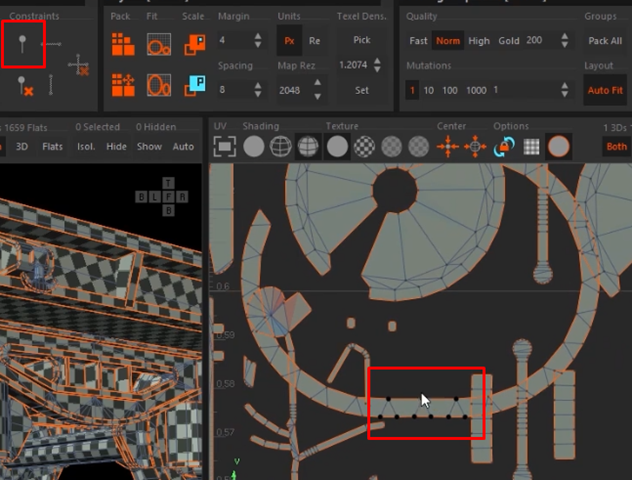 Constraints
Pack Fit Scale Margin Units Texel Dens. Quality Groups
4 Px Re Pick Fast Norm High Gold 200 Pack All
Spacing Map Rez 1.2074 Mutations Layout
8 2048 Set 1 10 100 1000 1 Auto Fit
1659 Flats 0 Selected 0 Hidden UV Shading Texture Center Options 1 3Ds
3D Flats Isol. Hide Show Auto Both
T
B L F R
B
0.6
0.59
0.58
0.57
V